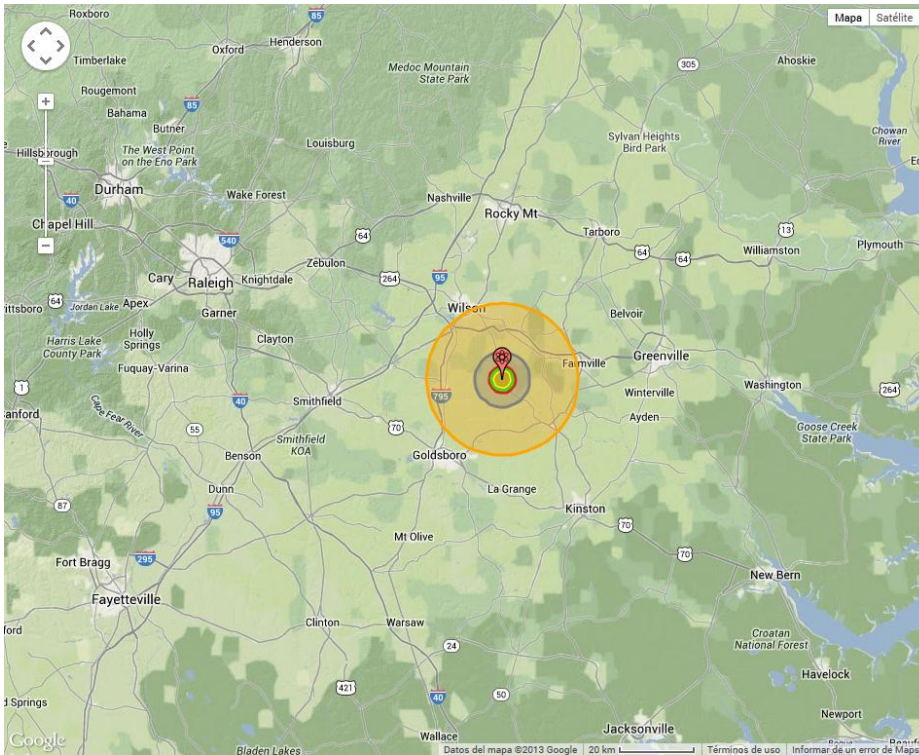 Roxboro
85
Mapa
Satélite
Oxford
Henderson
Timberlake
Medoc Mountain
State Park
305
Ahoskie
Rougemont
85
Bahama
Butner
Chowan
River
Hillsborough
The West Point
on the Eno Park
Louisburg
Sylvan Heights
Bird Park
Durham
40
Wake Forest
Nashville
Rocky Mt
Chapel Hill
540
64
Tarboro
13
64
64
Williamston
Plymouth
Zebulon
264
95
Cary
Raleigh
Knightdale
64
Jordan Lake
Apex
Garner
Wilson
Belvoir
Harris Lake
County Park
Holly
Springs
Clayton
Farmville
Greenville
Fuquay-Varina
1
40
Smithfield
795
Winterville
Washington
264
Cape Fear River
Ayden
55
70
Goose Creek
State Park
Smithfield
KOA
Benson
Goldsboro
Dunn
La Grange
87
95
Kinston
70
Mt Olive
70
Fort Bragg
295
New Bern
Fayetteville
Clinton
Warsaw
Croatan
National Forest
24
Havelock
421
50
40
Springs
Newport
Jacksonville
Wallace
Google
Bladen Lakes
Datos del mapa ©2013 Google
20 km
Términos de uso
Informar de un error de Maps